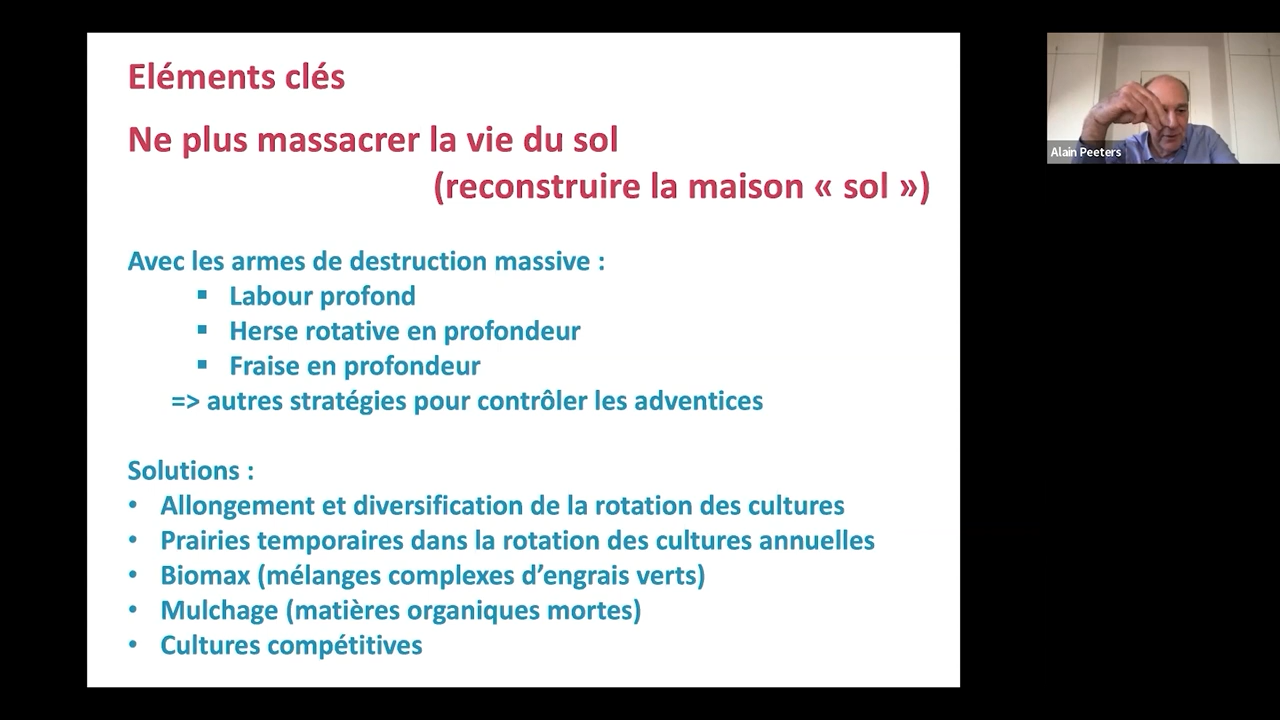 Eléments clés
Ne plus massacrer la vie du sol
(reconstruire la maison « sol »)
Avec les armes de destruction massive :
▪ Labour profond
▪ Herse rotative en profondeur
▪ Fraise en profondeur
=> autres stratégies pour contrôler les adventices
Solutions :
• Allongement et diversification de la rotation des cultures
• Prairies temporaires dans la rotation des cultures annuelles
• Biomax (mélanges complexes d’engrais verts)
• Mulchage (matières organiques mortes)
• Cultures compétitives
Alain Peeters